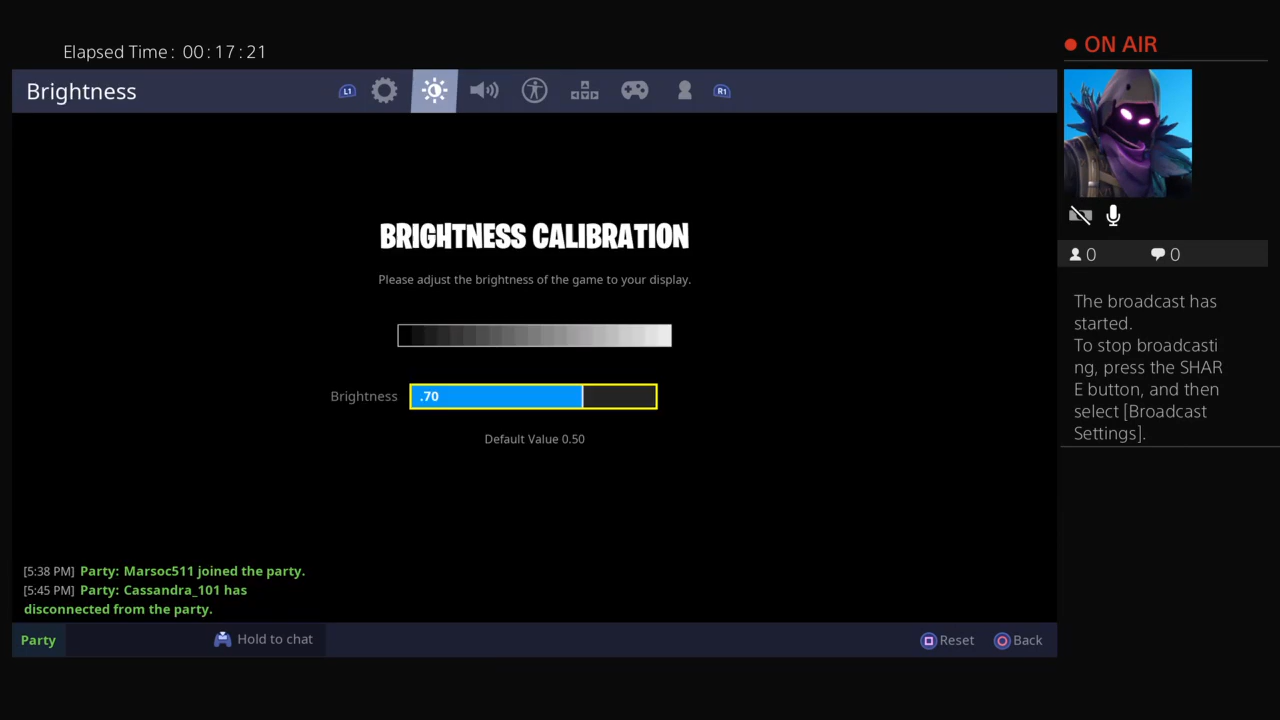 Elapsed Time: 00:17:21
ON AIR
Brightness
L1
R1
BRIGHTNESS CALIBRATION
Please adjust the brightness of the game to your display.
Brightness .70
Default Value 0.50
0 0
The broadcast has
started.
To stop broadcasti
ng, press the SHAR
E button, and then
select [Broadcast
Settings].
[5:38 PM] Party: Marsoc511 joined the party.
[5:45 PM] Party: Cassandra_101 has
disconnected from the party.
Party
Hold to chat
Reset
Back